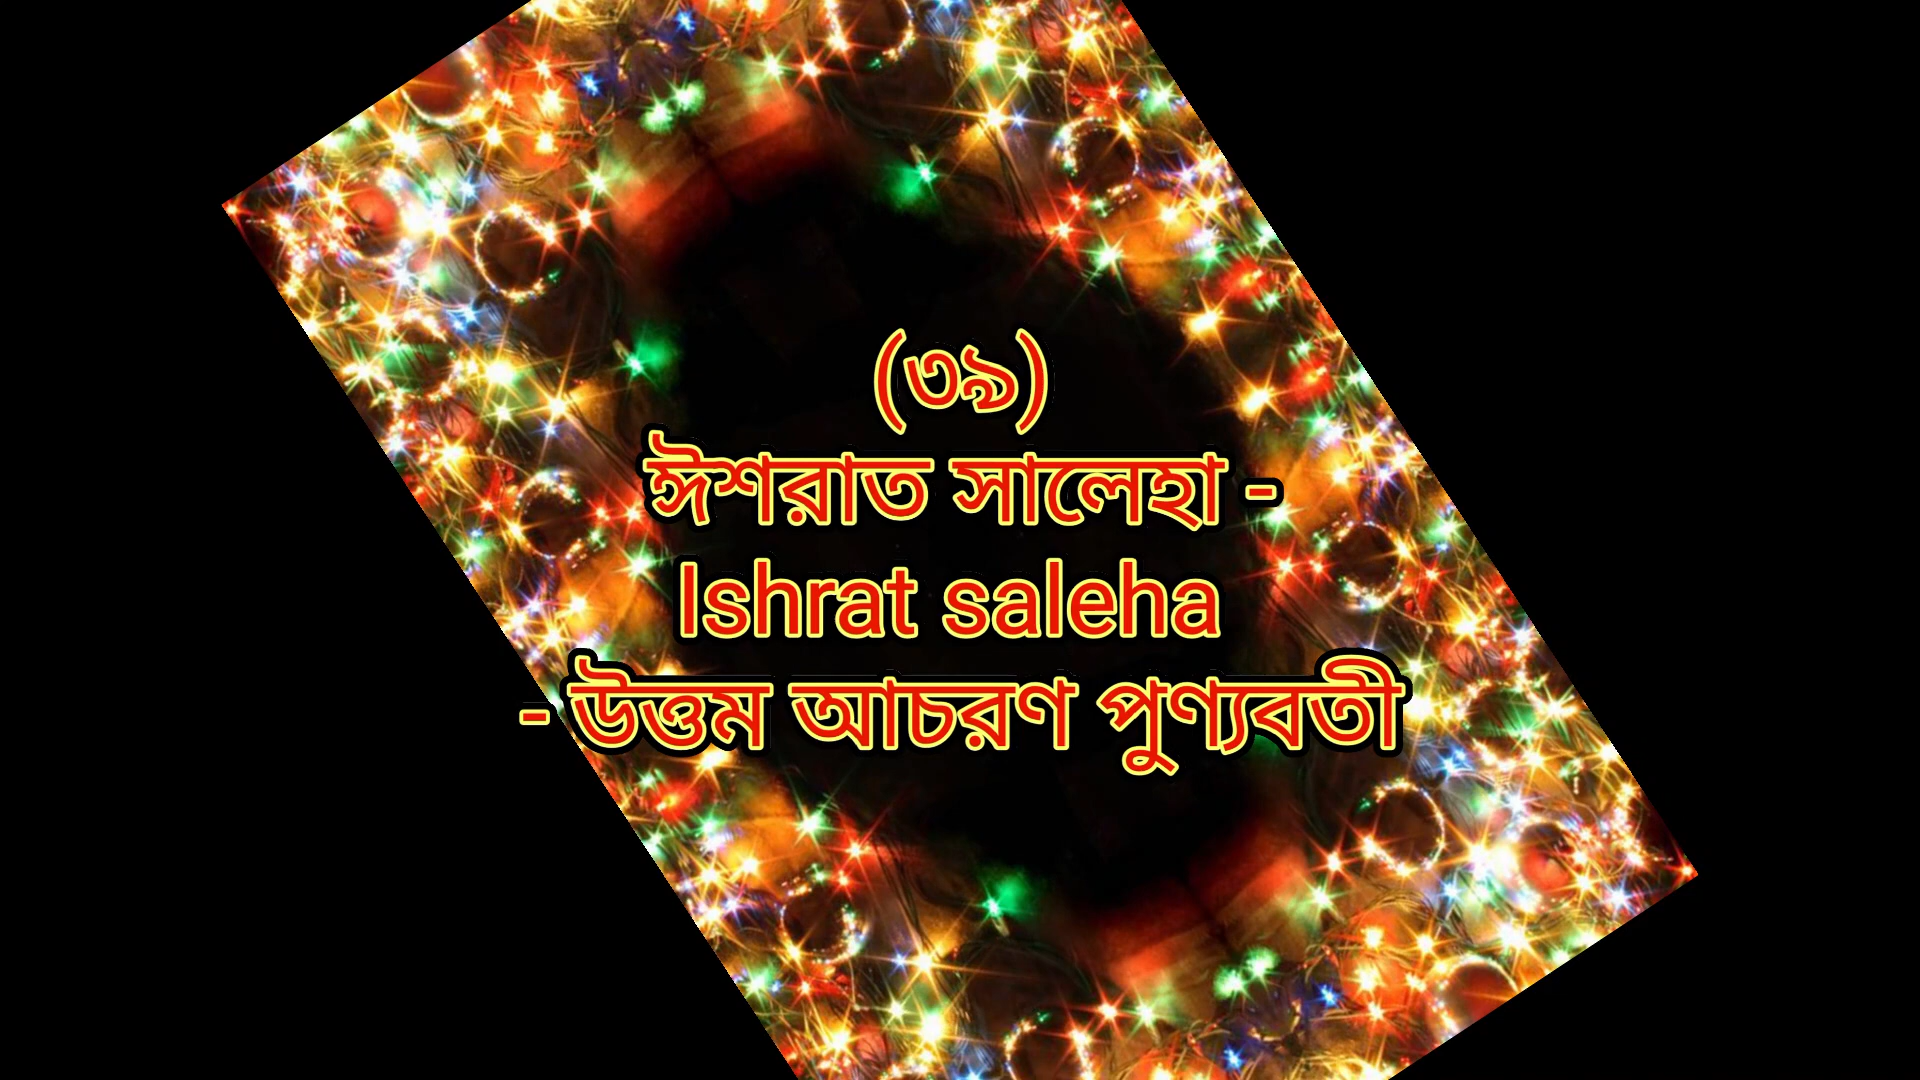 (৩৯)
ঈশরাত সালেহা -
Ishrat saleha
- উত্তম আচরণ পুণ্যবতী